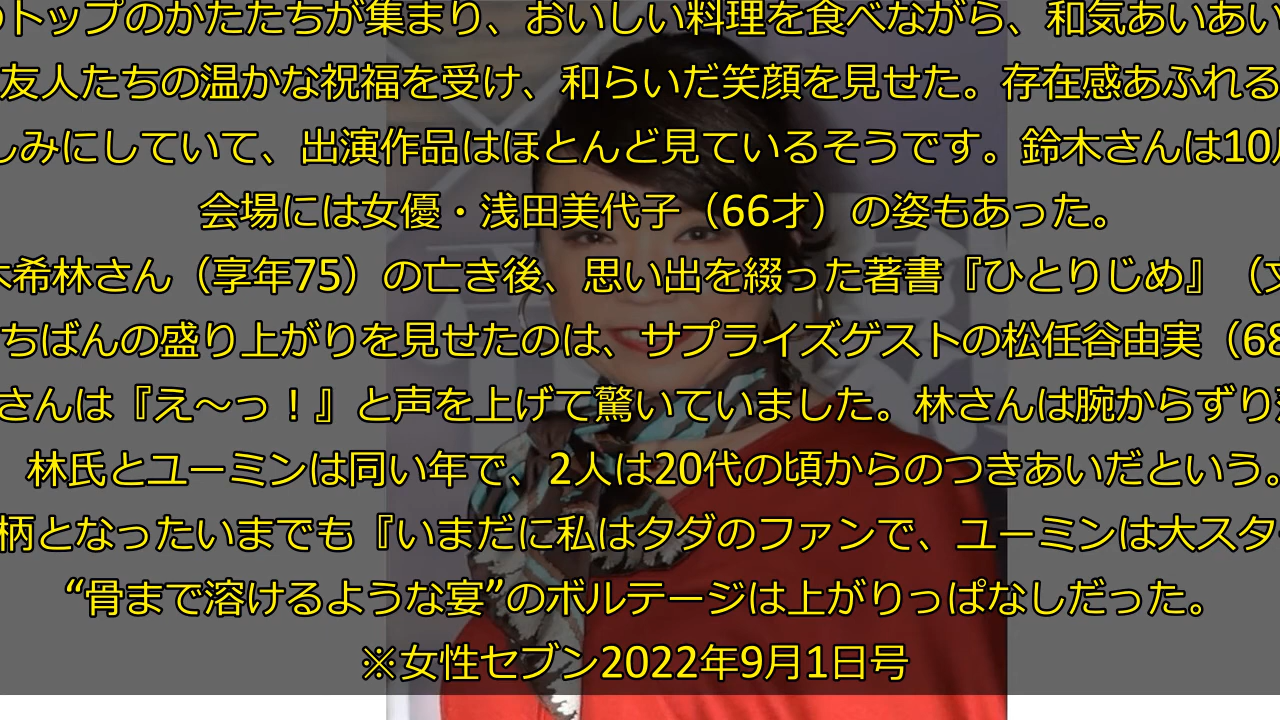 トップのかたたちが集まり、おいしい料理を食べながら、和気あいあい
友人たちの温かな祝福を受け、和らいだ笑顔を見せた。存在感あふれる
しみにしていて、出演作品はほとんど見ているそうです。鈴木さんは10月
会場には女優・浅田美代子（66才）の姿もあった。
木希林さん（享年75）の亡き後、思い出を綴った著書『ひとりじめ』（文
ちばんの盛り上がりを見せたのは、サプライズゲストの松任谷由実（68
さんは『え～っ！』と声を上げて驚いていました。林さんは腕からずり
林氏とユーミンは同い年で、2人は20代の頃からのつきあいだという。
柄となったいまでも『いまだに私はタダのファンで、ユーミンは大スタ
“骨まで溶けるような宴”のボルテージは上がりっぱなしだった。
※女性セブン2022年9月1日号